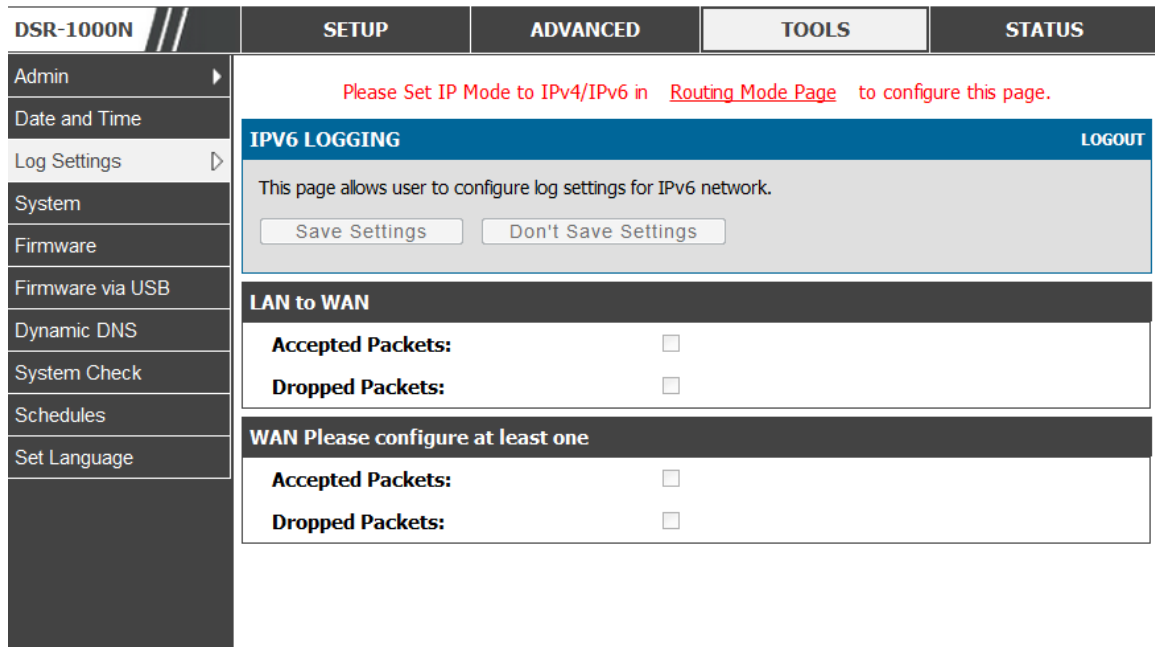 DSR-1000N
SETUP
ADVANCED
TOOLS
STATUS
Admin
Date and Time
Log Settings
System
Firmware
Firmware via USB
Dynamic DNS
System Check
Schedules
Set Language
Please Set IP Mode to IPv4/IPv6 in Routing Mode Page to configure this page.
IPV6 LOGGING
LOGOUT
This page allows user to configure log settings for IPv6 network.
Save Settings
Don't Save Settings
LAN to WAN
Accepted Packets:
Dropped Packets:
WAN Please configure at least one
Accepted Packets:
Dropped Packets: